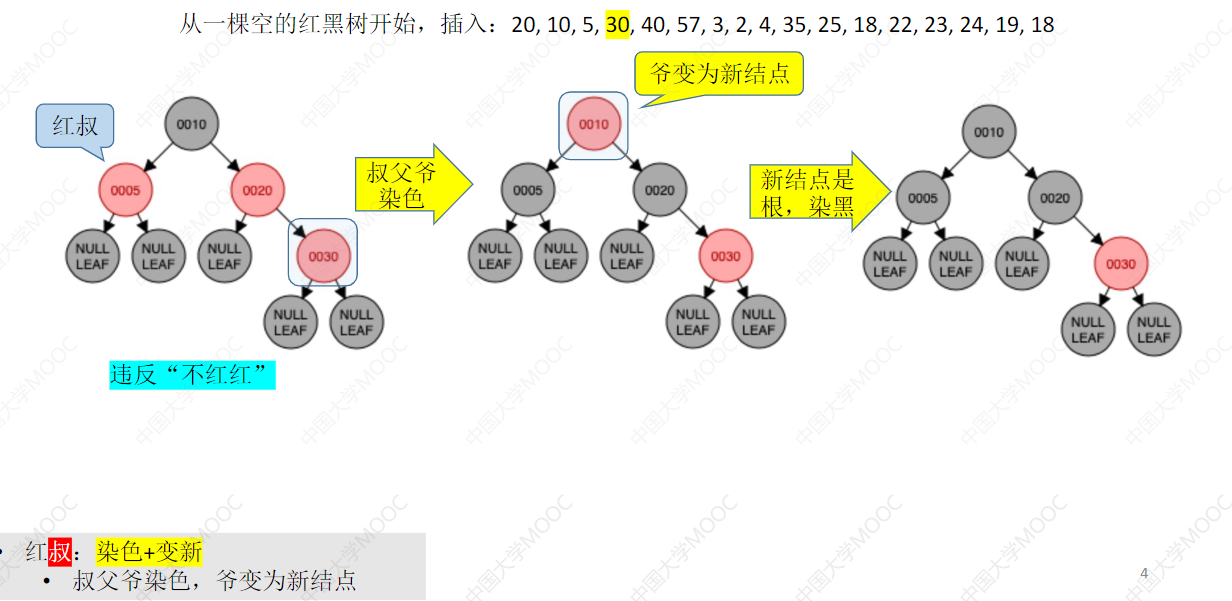 从一棵空的红黑树开始，插入：20, 10, 5, 30, 40, 57, 3, 2, 4, 35, 25, 18, 22, 23, 24, 19, 18
爷变为新结点
红叔
0010
0005
0020
NULL
LEAF
NULL
LEAF
NULL
LEAF
0030
NULL
LEAF
NULL
LEAF
违反“不红红”
叔父爷
染色
0010
0005
0020
NULL
LEAF
NULL
LEAF
NULL
LEAF
0030
NULL
LEAF
NULL
LEAF
新结点是
根，染黑
0010
0005
0020
NULL
LEAF
NULL
LEAF
NULL
LEAF
0030
NULL
LEAF
NULL
LEAF
• 红叔：染色+变新
• 叔父爷染色，爷变为新结点
4
中国大学MOOC